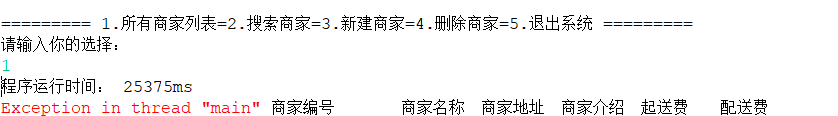 ========= 1.所有商家列表=2.搜索商家=3.新建商家=4.删除商家=5.退出系统 =========
请输入你的选择:
1
程序运行时间: 25375ms
Exception in thread "main" 商家编号 商家名称 商家地址 商家介绍 起送费 配送费